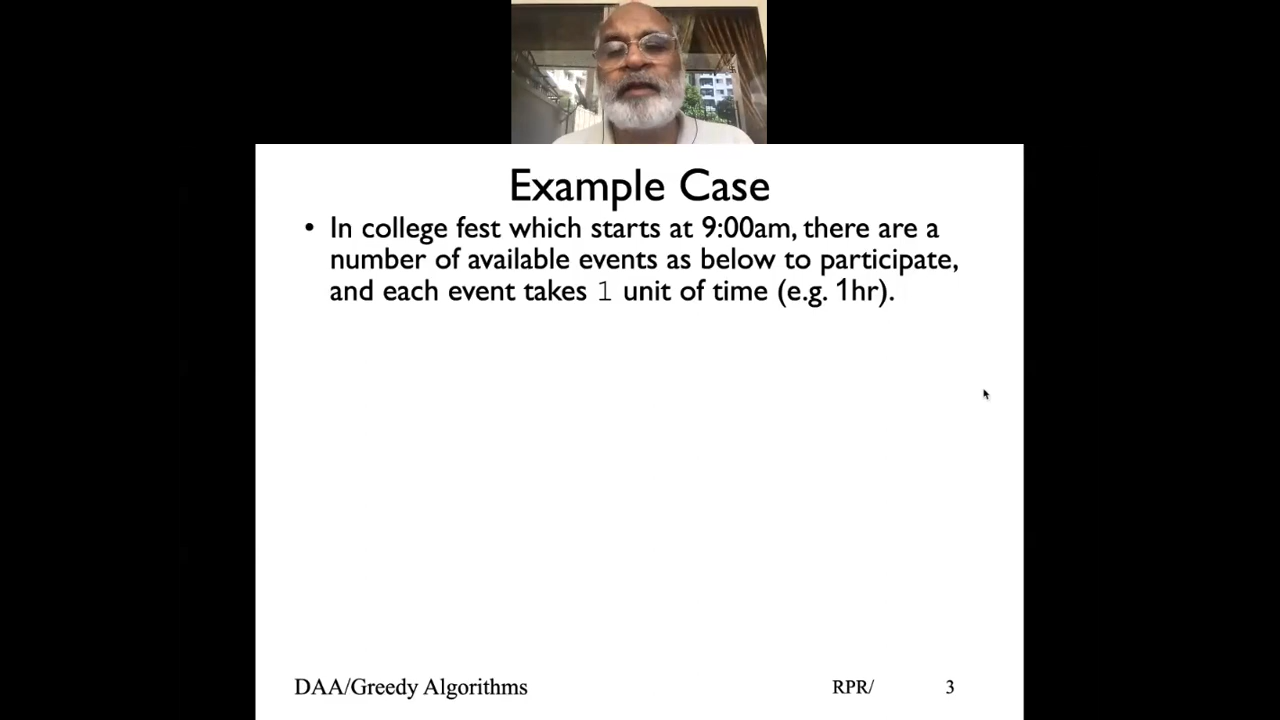 Example Case
• In college fest which starts at 9:00am, there are a
number of available events as below to participate,
and each event takes 1 unit of time (e.g. 1hr).
DAA/Greedy Algorithms RPR/ 3